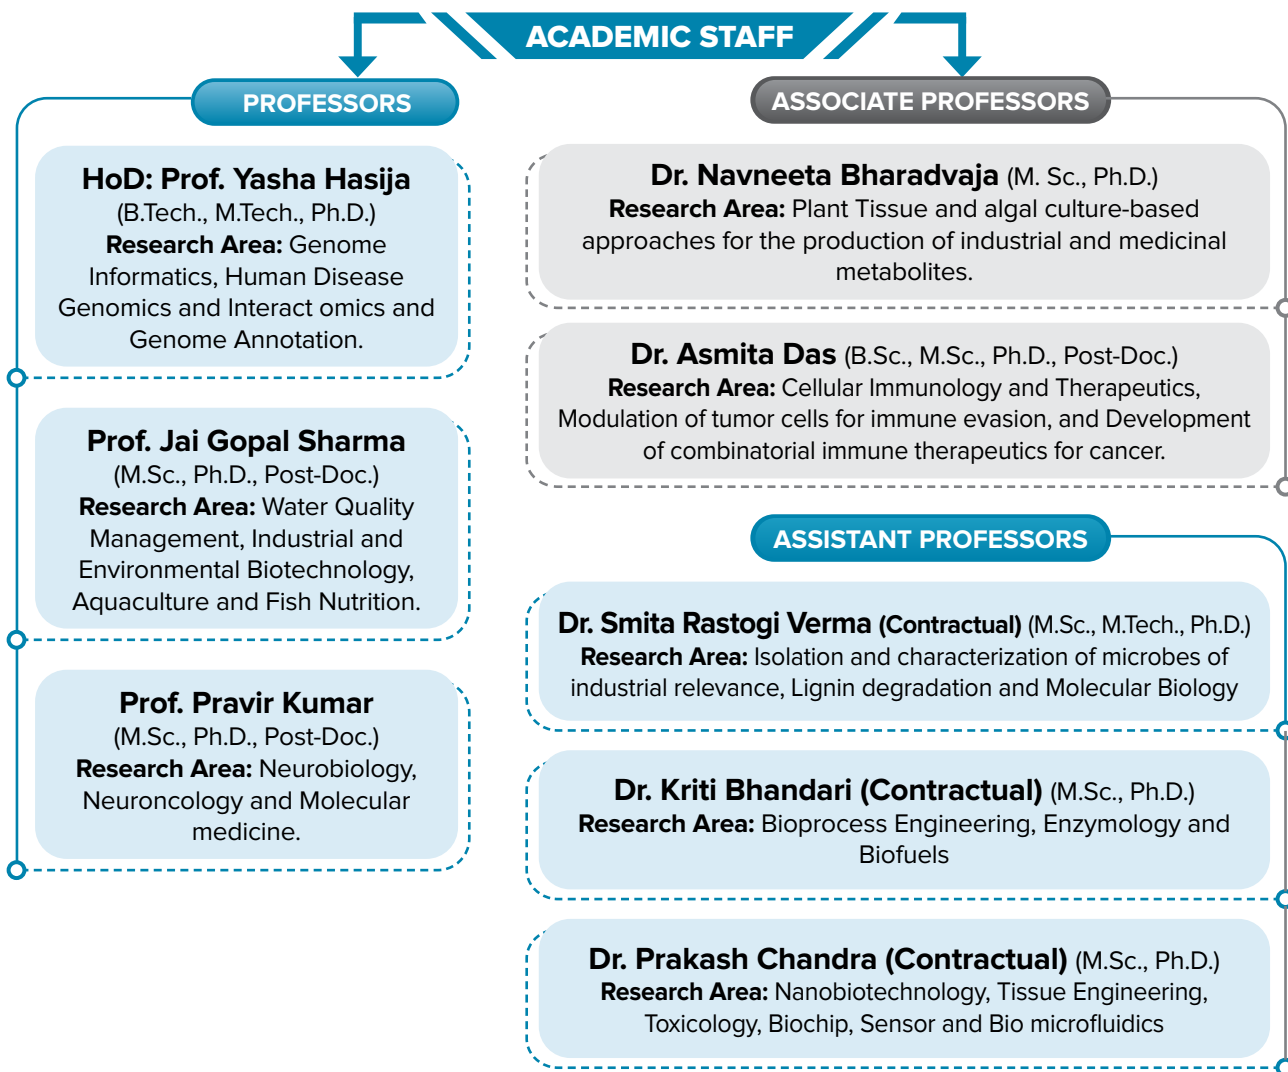 ACADEMIC STAFF
PROFESSORS
HoD: Prof. Yasha Hasija
(B.Tech., M.Tech., Ph.D.)
Research Area: Genome
Informatics, Human Disease
Genomics and Interact omics and
Genome Annotation.
Prof. Jai Gopal Sharma
(M.Sc., Ph.D., Post-Doc.)
Research Area: Water Quality
Management, Industrial and
Environmental Biotechnology,
Aquaculture and Fish Nutrition.
Prof. Pravir Kumar
(M.Sc., Ph.D., Post-Doc.)
Research Area: Neurobiology,
Neuroncology and Molecular
medicine.
ASSOCIATE PROFESSORS
Dr. Navneeta Bharadvaja (M. Sc., Ph.D.)
Research Area: Plant Tissue and algal culture-based
approaches for the production of industrial and medicinal
metabolites.
Dr. Asmita Das (B.Sc., M.Sc., Ph.D., Post-Doc.)
Research Area: Cellular Immunology and Therapeutics,
Modulation of tumor cells for immune evasion, and Development
of combinatorial immune therapeutics for cancer.
ASSISTANT PROFESSORS
Dr. Smita Rastogi Verma (Contractual) (M.Sc., M.Tech., Ph.D.)
Research Area: Isolation and characterization of microbes of
industrial relevance, Lignin degradation and Molecular Biology
Dr. Kriti Bhandari (Contractual) (M.Sc., Ph.D.)
Research Area: Bioprocess Engineering, Enzymology and
Biofuels
Dr. Prakash Chandra (Contractual) (M.Sc., Ph.D.)
Research Area: Nanobiotechnology, Tissue Engineering,
Toxicology, Biochip, Sensor and Bio microfluidics